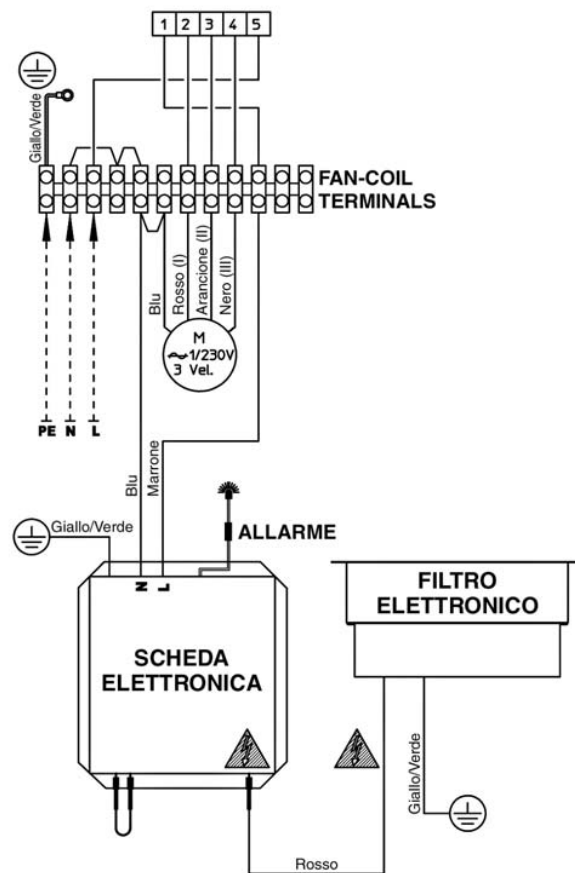 1 2 3 4 5
Giallo/Verde
FAN-COIL
TERMINALS
Blu
Rosso (I)
Arancione (II)
Nero (III)
M
~ 1/230V
3 Vel.
PE N L
Blu
Marrone
Giallo/Verde
ALLARME
N L
SCHEDA
ELETTRONICA
FILTRO
ELETTRONICO
Giallo/Verde
Rosso